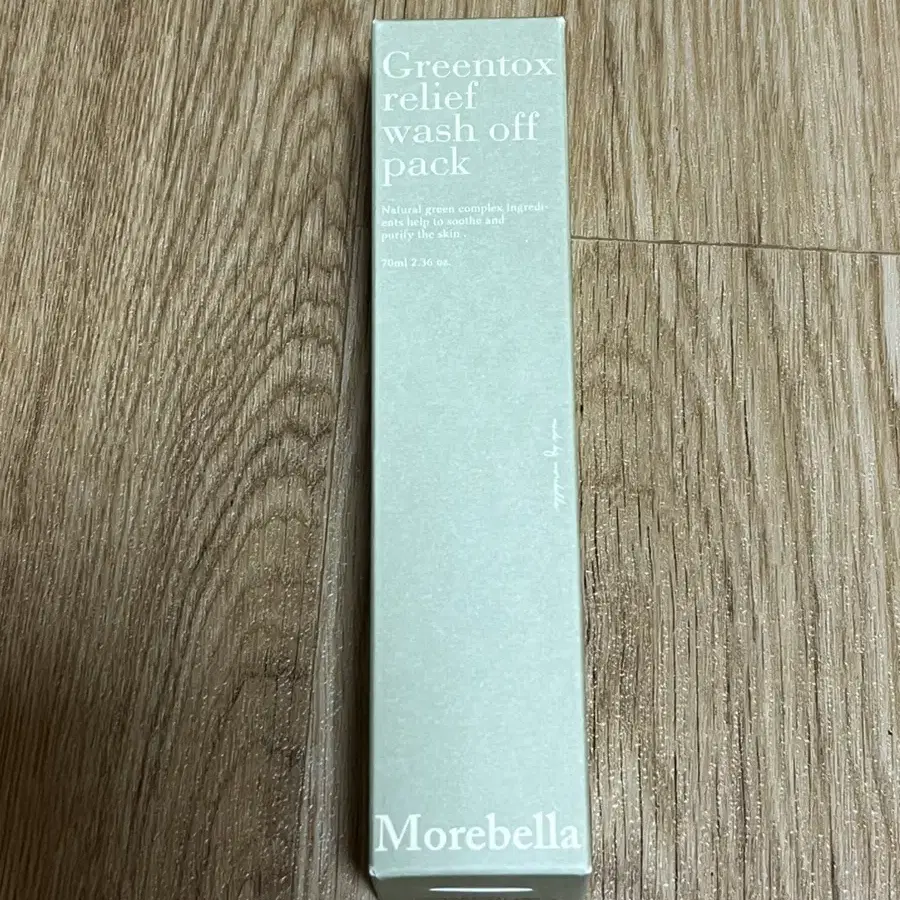 Greentox
relief
wash off
pack
Natural green complex ingredi-
ents help to soothe and
purify the skin .
70ml 2.36 oz.
Morebella